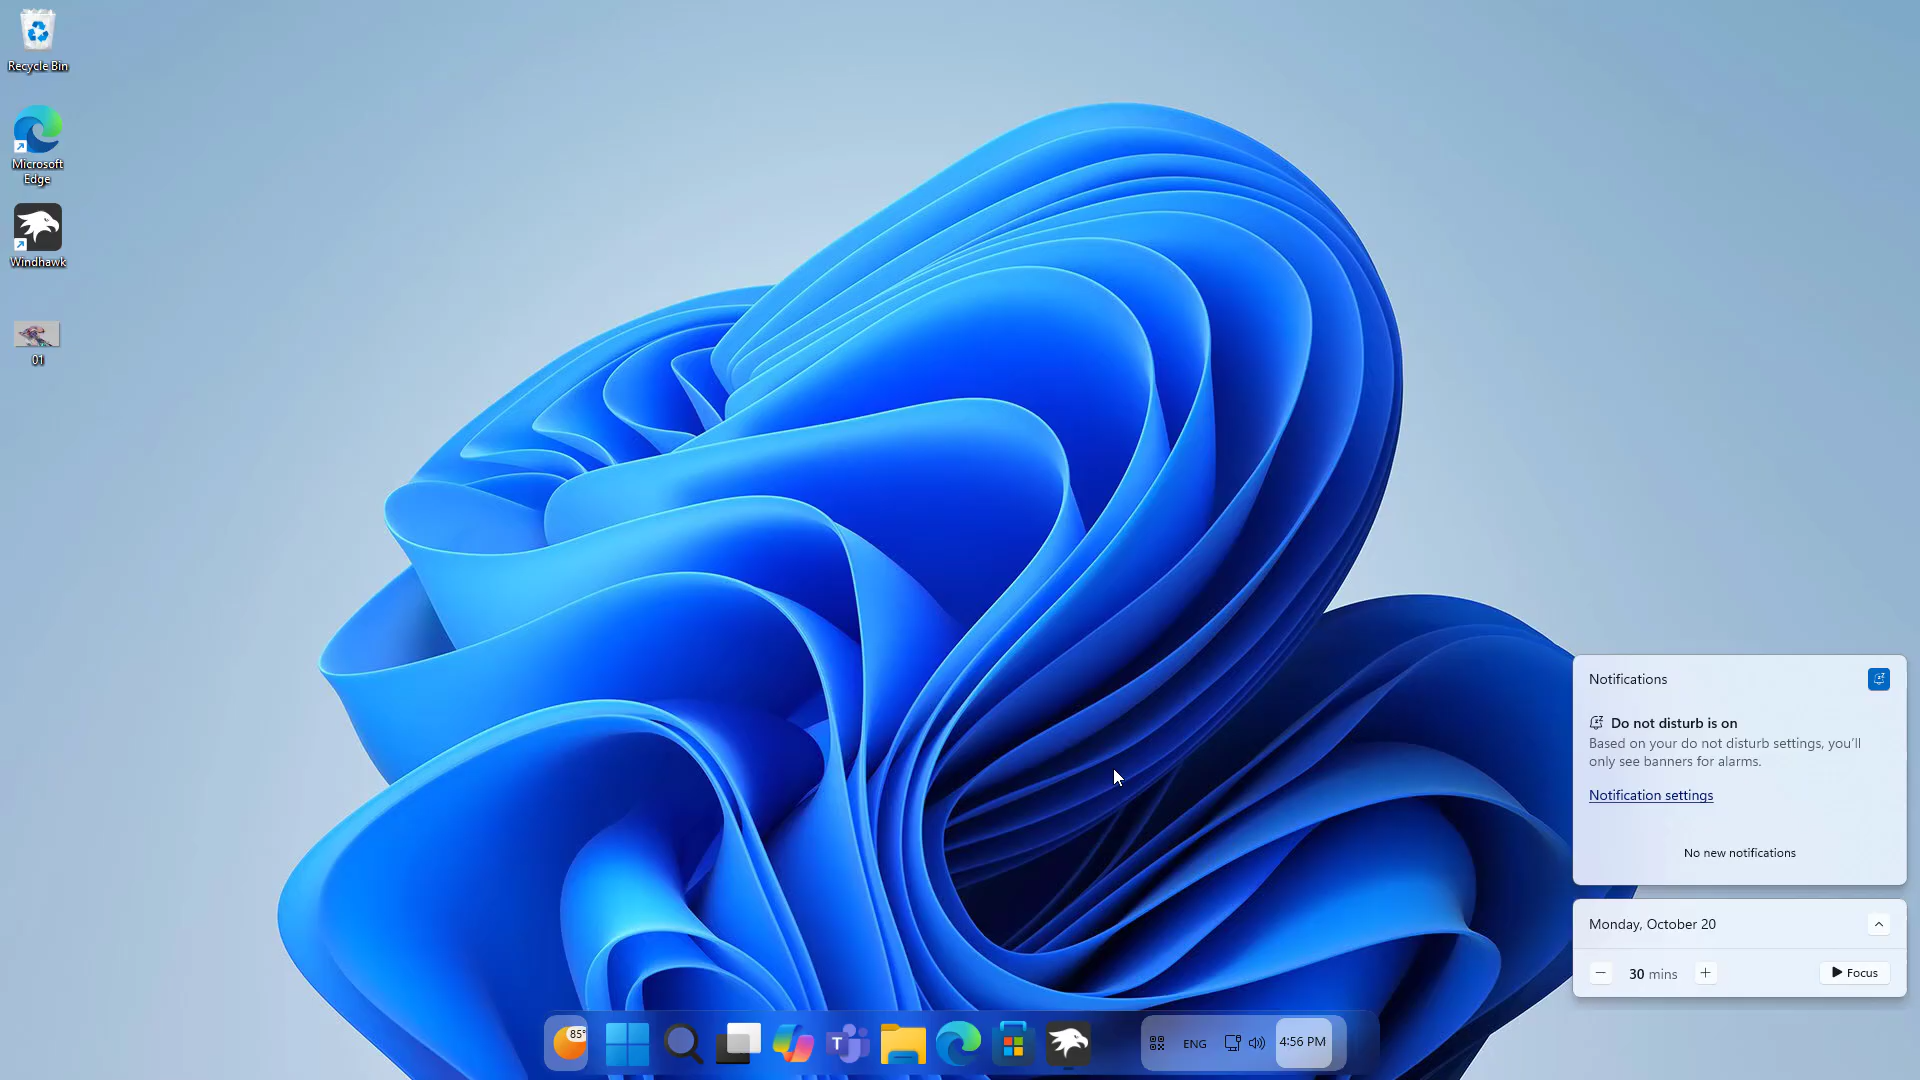 Recycle Bin
Microsoft
Edge
Windhawk
01
Notifications
Do not disturb is on
Based on your do not disturb settings, you'll
only see banners for alarms.
Notification settings
No new notifications
Monday, October 20
30 mins
Focus
85°
ENG
4:56 PM